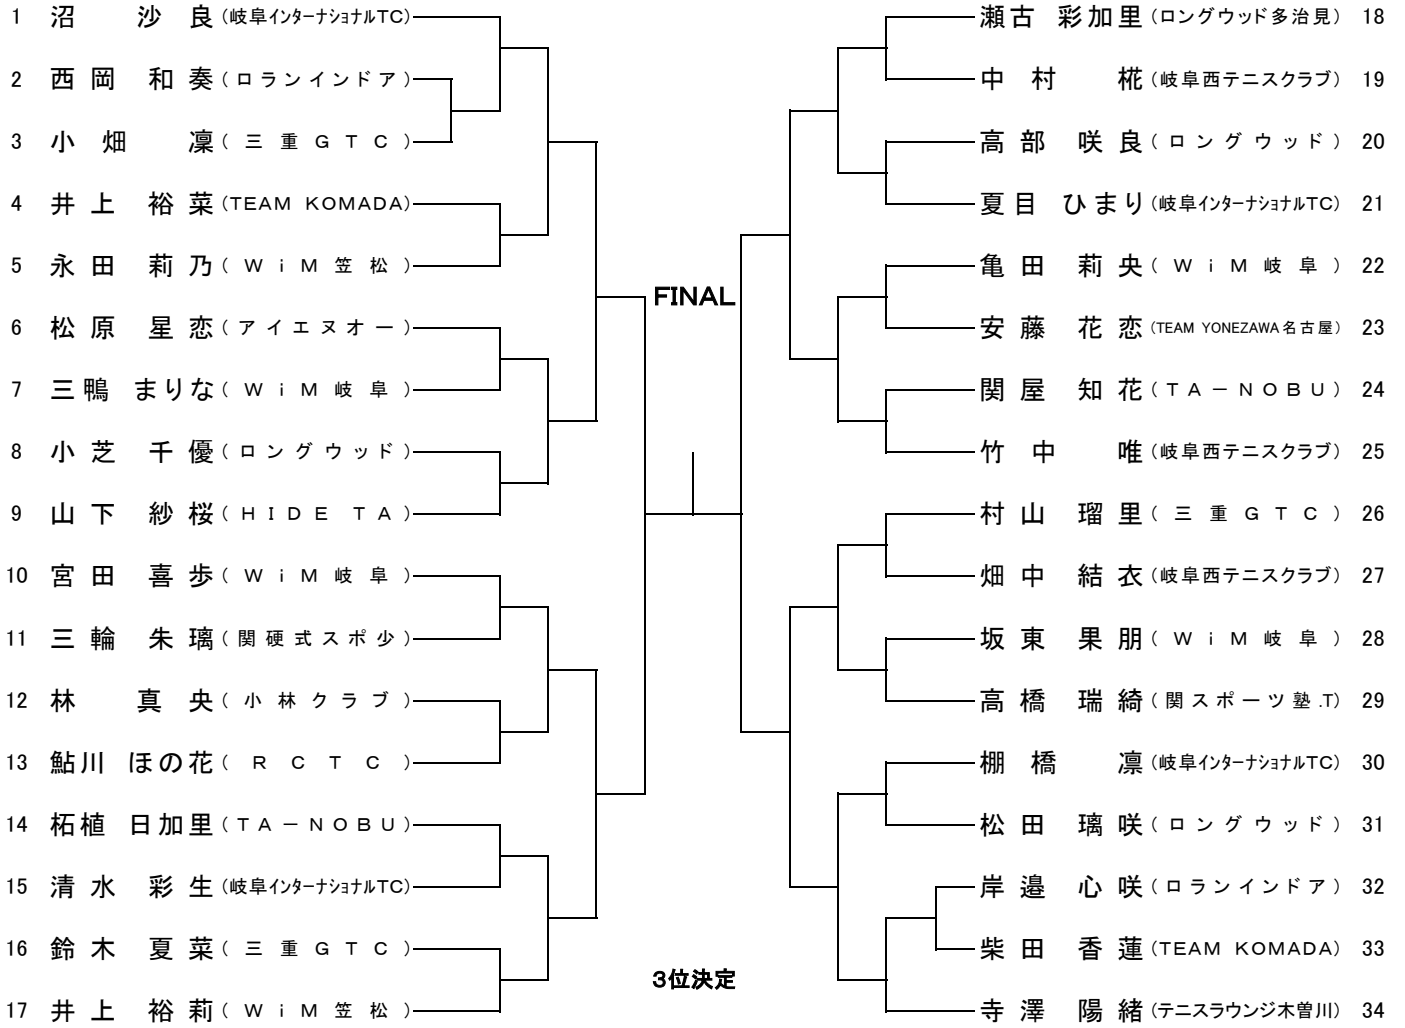 1 沼 沙良 (岐阜インターナショナルTC)
2 西岡 和奏 (ロランインドア)
3 小畑 凜 (三重GTC)
4 井上 裕菜 (TEAM KOMADA)
5 永田 莉乃 (WiM笠松)
6 松原 星恋 (アイエヌオー)
7 三鴨 まりな (WiM岐阜)
8 小芝 千優 (ロングウッド)
9 山下 紗桜 (HIDE TA)
10 宮田 喜歩 (WiM岐阜)
11 三輪 朱璃 (関硬式スポ少)
12 林 真央 (小林クラブ)
13 鮎川 ほの花 (RCTC)
14 柘植 日加里 (TA－NOBU)
15 清水 彩生 (岐阜インターナショナルTC)
16 鈴木 夏菜 (三重GTC)
17 井上 裕莉 (WiM笠松)
FINAL
3位決定
瀬古 彩加里 (ロングウッド多治見) 18
中村 椛 (岐阜西テニスクラブ) 19
高部 咲良 (ロングウッド) 20
夏目 ひまり (岐阜インターナショナルTC) 21
亀田 莉央 (WiM岐阜) 22
安藤 花恋 (TEAM YONEZAWA名古屋) 23
関屋 知花 (TA－NOBU) 24
竹中 唯 (岐阜西テニスクラブ) 25
村山 瑠里 (三重GTC) 26
畑中 結衣 (岐阜西テニスクラブ) 27
坂東 果朋 (WiM岐阜) 28
高橋 瑞綺 (関スポーツ塾.T) 29
棚橋 凛 (岐阜インターナショナルTC) 30
松田 璃咲 (ロングウッド) 31
岸邉 心咲 (ロランインドア) 32
柴田 香蓮 (TEAM KOMADA) 33
寺澤 陽緒 (テニスラウンジ木曽川) 34